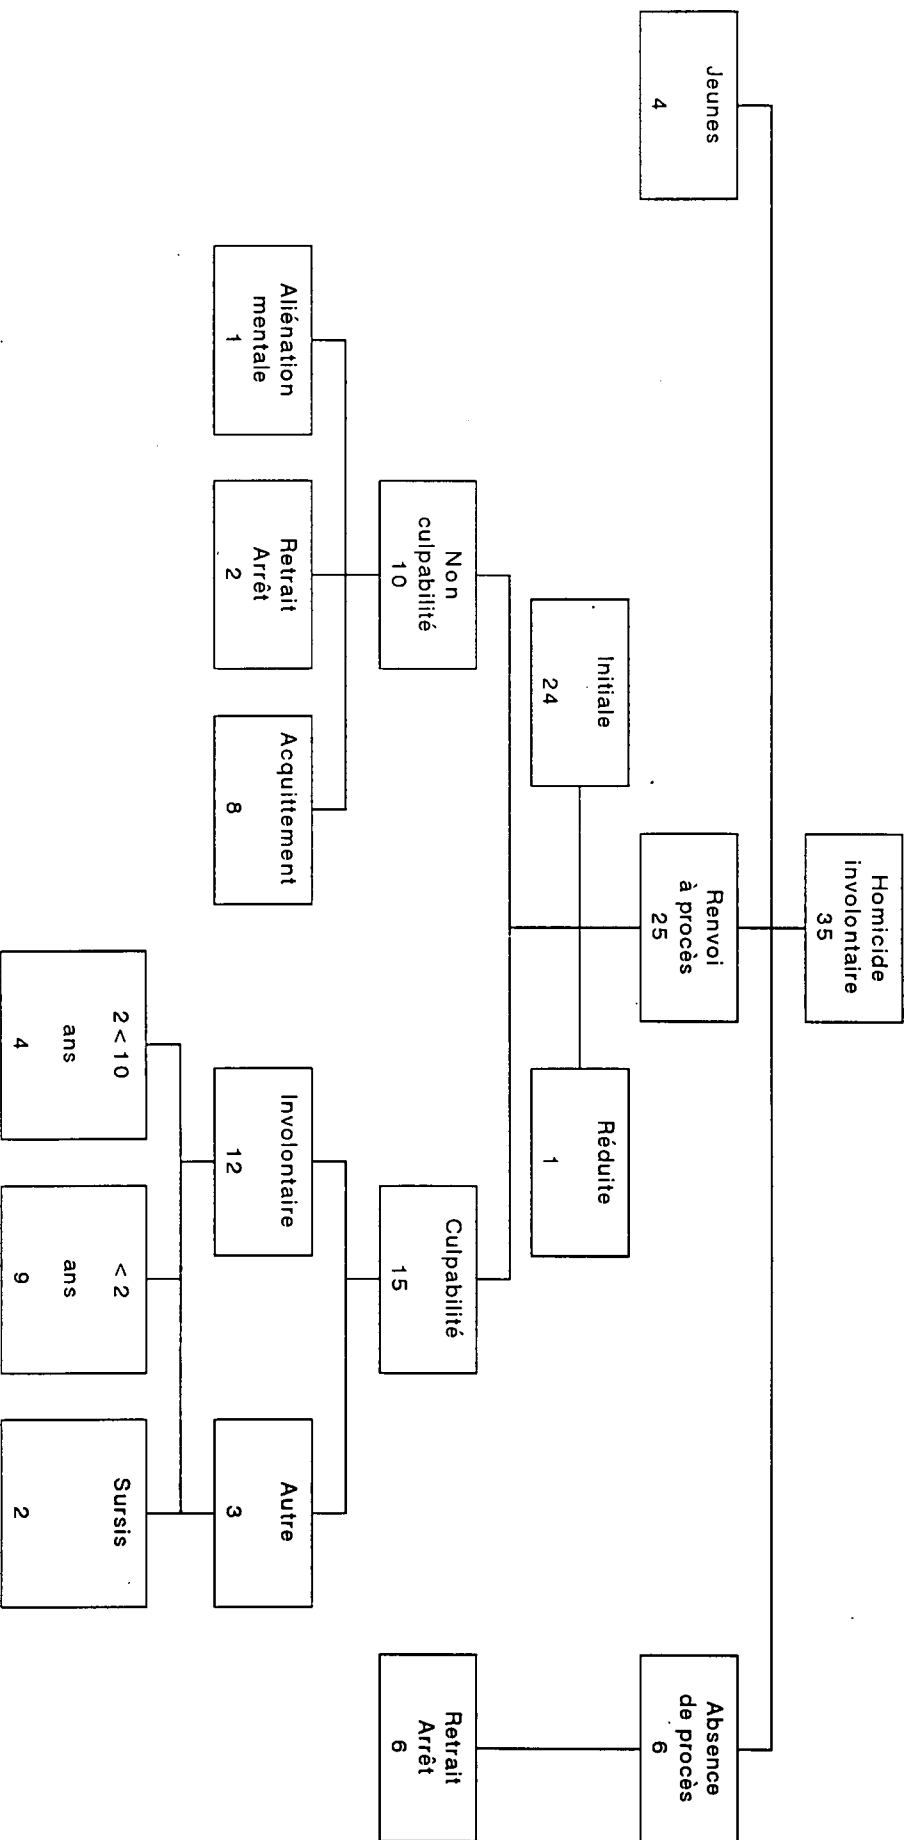 Homicide
involontaire
35
Jeunes
4
Renvoi
à procès
25
Absence
de procès
6
Initiale
24
Réduite
1
Non
culpabilité
10
Culpabilité
15
Retrait
Arrêt
6
Aliénation
mentale
1
Retrait
Arrêt
2
Acquittement
8
Involontaire
12
Autre
3
2 < 10
ans
4
< 2
ans
9
Sursis
2